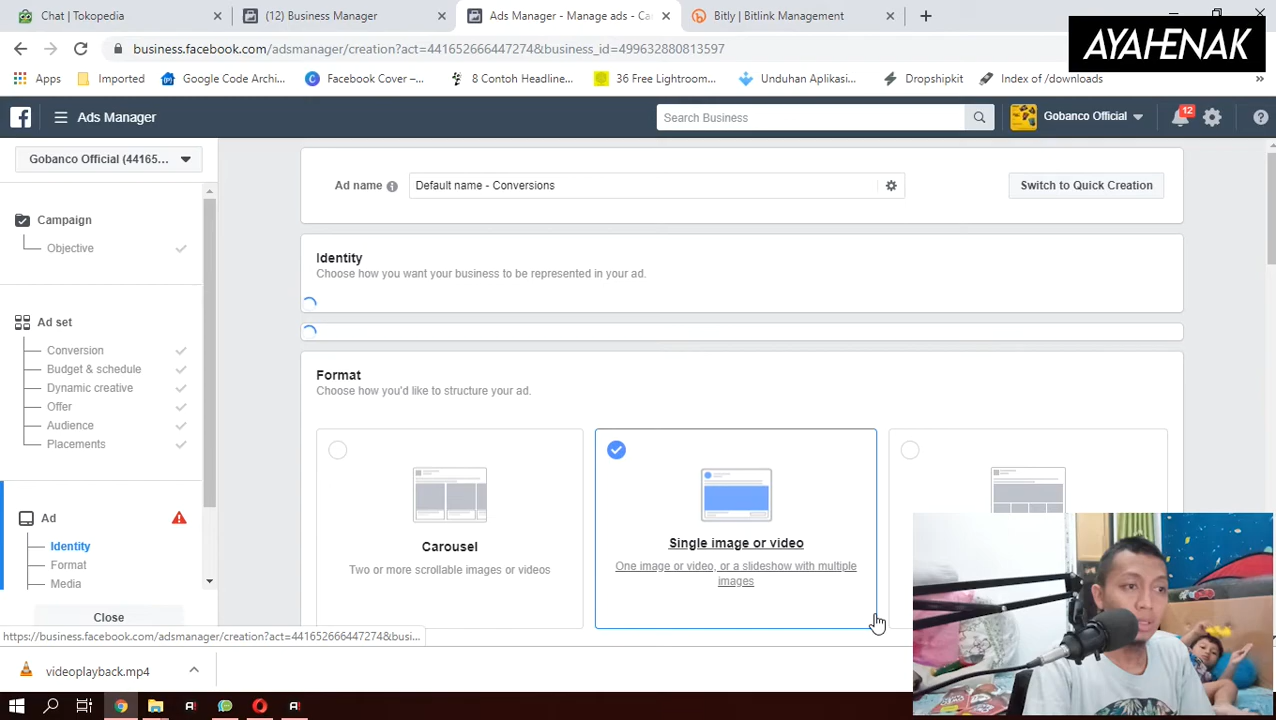 Chat | Tokopedia
(12) Business Manager
Ads Manager - Manage ads - Ca
Bitly | Bitlink Management
business.facebook.com/adsmanager/creation?act=441652666447274&business_id=499632880813597
AYAHENAK
Apps
Imported
Google Code Archi...
Facebook Cover –...
8 Contoh Headline...
36 Free Lightroom...
Unduhan Aplikasi...
Dropshipkit
Index of /downloads
Ads Manager
Search Business
Gobanco Official
12
Gobanco Official (44165...
Ad name
Default name - Conversions
Switch to Quick Creation
Campaign
Objective
Identity
Choose how you want your business to be represented in your ad.
Ad set
Conversion
Budget & schedule
Dynamic creative
Offer
Audience
Placements
Format
Choose how you'd like to structure your ad.
Carousel
Two or more scrollable images or videos
Single image or video
One image or video, or a slideshow with multiple
images
Ad
Identity
Format
Media
Close
https://business.facebook.com/adsmanager/creation?act=441652666447274&busi...
videoplayback.mp4